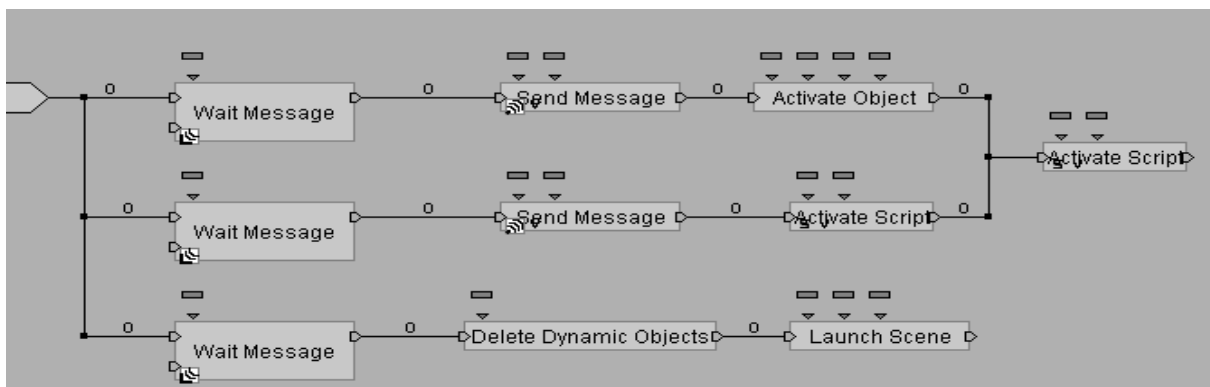 0 0 0 0
Wait Message Send Message Activate Object
Activate Script
0 0 0 0
Wait Message Send Message Activate Script
0 0 0
Wait Message Delete Dynamic Objects Launch Scene